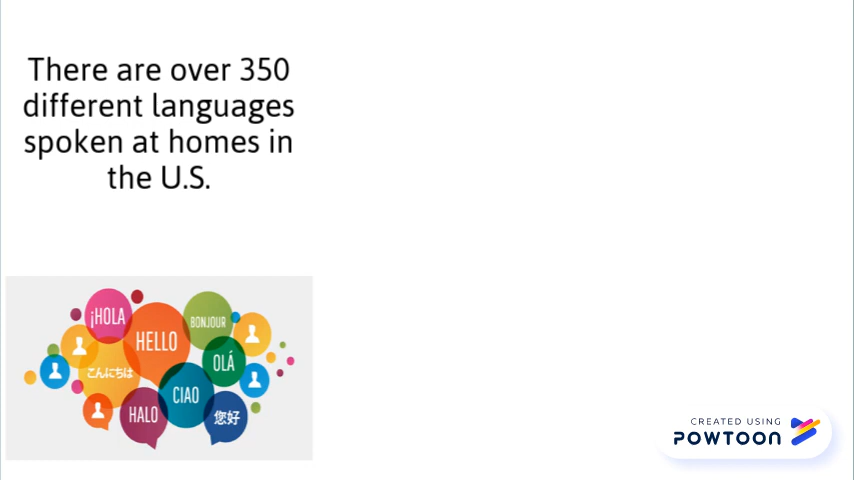 There are over 350
different languages
spoken at homes in
the U.S.
¡HOLA
HELLO
BONJOUR
こんにちは
OLÁ
CIAO
HALO
您好
CREATED USING
POWTOON